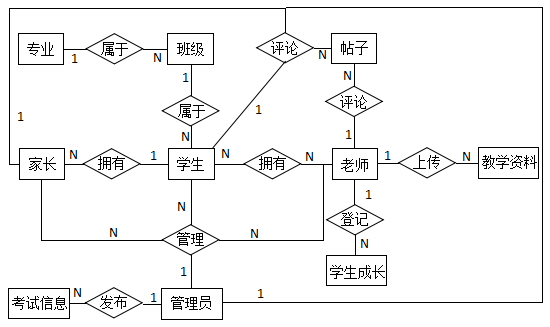 专业
1
属于
N
班级
评论
N
帖子
1
N
1
属于
1
评论
1
N
1
家长
N
拥有
1
学生
N
拥有
N
老师
1
上传
N
教学资料
N
1
登记
N
管理
N
N
学生成长
1
考试信息
N
发布
1
管理员
1